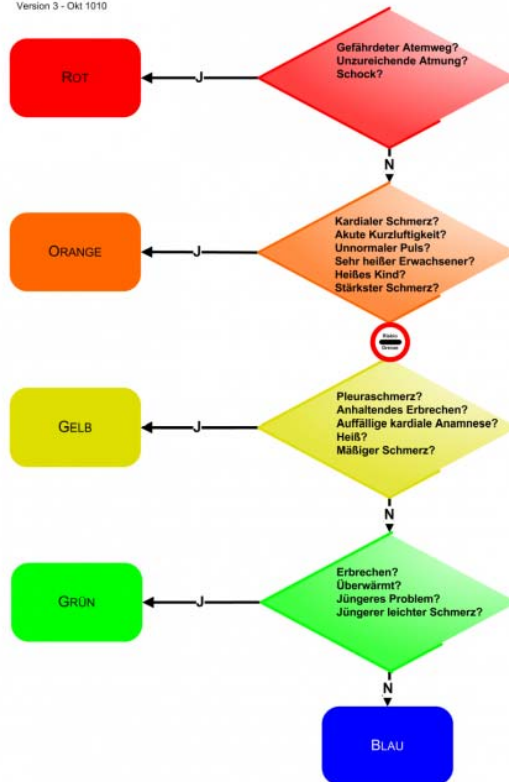 Version 3 - Okt 1010
Gefährdeter Atemweg?
Unzureichende Atmung?
Schock?
ROT
J
N
Kardialer Schmerz?
Akute Kurzluftigkeit?
Unnormaler Puls?
Sehr heißer Erwachsener?
Heißes Kind?
Stärkster Schmerz?
ORANGE
J
Grenze
Pleuraschmerz?
Anhaltendes Erbrechen?
Auffällige kardiale Anamnese?
Heiß?
Mäßiger Schmerz?
GELB
J
N
Erbrechen?
Überwärmt?
Jüngeres Problem?
Jüngerer leichter Schmerz?
GRÜN
J
N
BLAU